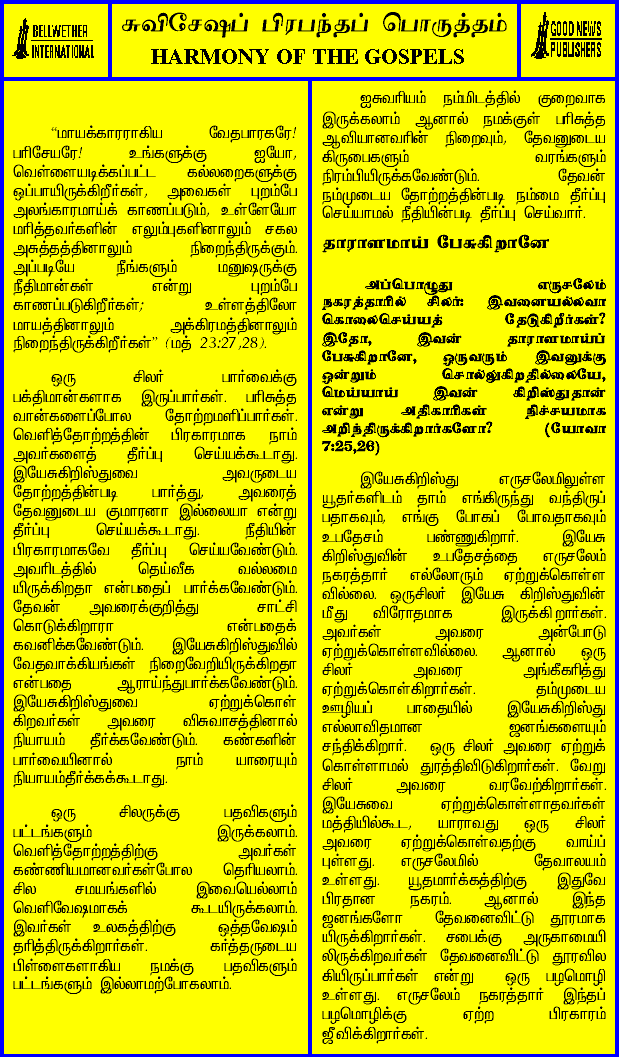 BELLWETHER
INTERNATIONAL
சுவிசேஷப் பிரபந்தப் பொருத்தம்
HARMONY OF THE GOSPELS
GOOD NEWS
PUBLISHERS
“மாயக்காரராகிய வேதபாரகரே!
பரிசேயரே! உங்களுக்கு ஐயோ,
வெள்ளையடிக்கப்பட்ட கல்லறைகளுக்கு
ஒப்பாயிருக்கிறீர்கள், அவைகள் புறம்பே
அலங்காரமாய்க் காணப்படும், உள்ளேயோ
மரித்தவர்களின் எலும்புகளினாலும் சகல
அசுத்தத்தினாலும் நிறைந்திருக்கும்.
அப்படியே நீங்களும் மனுஷருக்கு
நீதிமான்கள் என்று புறம்பே
காணப்படுகிறீர்கள்; உள்ளத்திலோ
மாயத்தினாலும் அக்கிரமத்தினாலும்
நிறைந்திருக்கிறீர்கள்” (மத் 23:27,28).
ஒரு சிலர் பார்வைக்கு
பக்திமான்களாக இருப்பார்கள். பரிசுத்த
வான்களைப்போல தோற்றமளிப்பார்கள்.
வெளித்தோற்றத்தின் பிரகாரமாக நாம்
அவர்களைத் தீர்ப்பு செய்யக்கூடாது.
இயேசுகிறிஸ்துவை அவருடைய
தோற்றத்தின்படி பார்த்து, அவரைத்
தேவனுடைய குமாரனா இல்லையா என்று
தீர்ப்பு செய்யக்கூடாது. நீதியின்
பிரகாரமாகவே தீர்ப்பு செய்யவேண்டும்.
அவரிடத்தில் தெய்வீக வல்லமை
யிருக்கிறதா என்பதைப் பார்க்கவேண்டும்.
தேவன் அவரைக்குறித்து சாட்சி
கொடுக்கிறாரா என்பதைக்
கவனிக்கவேண்டும். இயேசுகிறிஸ்துவில்
வேதவாக்கியங்கள் நிறைவேறியிருக்கிறதா
என்பதை ஆராய்ந்துபார்க்கவேண்டும்.
இயேசுகிறிஸ்துவை ஏற்றுக்கொள்
கிறவர்கள் அவரை விசுவாசத்தினால்
நியாயம் தீர்க்கவேண்டும். கண்களின்
பார்வையினால் நாம் யாரையும்
நியாயம்தீர்க்கக்கூடாது.
ஒரு சிலருக்கு பதவிகளும்
பட்டங்களும் இருக்கலாம்.
வெளித்தோற்றத்திற்கு அவர்கள்
கண்ணியமானவர்கள்போல தெரியலாம்.
சில சமயங்களில் இவையெல்லாம்
வெளிவேஷமாகக் கூடயிருக்கலாம்.
இவர்கள் உலகத்திற்கு ஒத்தவேஷம்
தரித்திருக்கிறார்கள். கர்த்தருடைய
பிள்ளைகளாகிய நமக்கு பதவிகளும்
பட்டங்களும் இல்லாமற்போகலாம்.
ஐசுவரியம் நம்மிடத்தில் குறைவாக
இருக்கலாம் ஆனால் நமக்குள் பரிசுத்த
ஆவியானவரின் நிறைவும், தேவனுடைய
கிருபைகளும் வரங்களும்
நிரம்பியிருக்கவேண்டும். தேவன்
நம்முடைய தோற்றத்தின்படி நம்மை தீர்ப்பு
செய்யாமல் நீதியின்படி தீர்ப்பு செய்வார்.
தாராளமாய் பேசுகிறானே
அப்பொழுது எருசலேம்
நகரத்தாரில் சிலர்: இவனையல்லவா
கொலைசெய்யத் தேடுகிறீர்கள்?
இதோ, இவன் தாராளமாய்ப்
பேசுகிறானே, ஒருவரும் இவனுக்கு
ஒன்றும் சொல்லுகிறதில்லையே,
மெய்யாய் இவன் கிறிஸ்துதான்
என்று அதிகாரிகள் நிச்சயமாக
அறிந்திருக்கிறார்களோ? (யோவா
7:25,26)
இயேசுகிறிஸ்து எருசலேமிலுள்ள
யூதர்களிடம் தாம் எங்கிருந்து வந்திருப்
பதாகவும், எங்கு போகப் போவதாகவும்
உபதேசம் பண்ணுகிறார். இயேசு
கிறிஸ்துவின் உபதேசத்தை எருசலேம்
நகரத்தார் எல்லோரும் ஏற்றுக்கொள்ள
வில்லை. ஒருசிலர் இயேசு கிறிஸ்துவின்
மீது விரோதமாக இருக்கிறார்கள்.
அவர்கள் அவரை அன்போடு
ஏற்றுக்கொள்ளவில்லை. ஆனால் ஒரு
சிலர் அவரை அங்கீகரித்து
ஏற்றுக்கொள்கிறார்கள். தம்முடைய
ஊழியப் பாதையில் இயேசுகிறிஸ்து
எல்லாவிதமான ஜனங்களையும்
சந்திக்கிறார். ஒரு சிலர் அவரை ஏற்றுக்
கொள்ளாமல் துரத்திவிடுகிறார்கள். வேறு
சிலர் அவரை வரவேற்கிறார்கள்.
இயேசுவை ஏற்றுக்கொள்ளாதவர்கள்
மத்தியில்கூட, யாராவது ஒரு சிலர்
அவரை ஏற்றுக்கொள்வதற்கு வாய்ப்
புள்ளது. எருசலேமில் தேவாலயம்
உள்ளது. யூதமார்க்கத்திற்கு இதுவே
பிரதான நகரம். ஆனால் இந்த
ஜனங்களோ தேவனைவிட்டு தூரமாக
யிருக்கிறார்கள். சபைக்கு அருகாமையி
லிருக்கிறவர்கள் தேவனைவிட்டு தூரவில
கியிருப்பார்கள் என்று ஒரு பழமொழி
உள்ளது. எருசலேம் நகரத்தார் இந்தப்
பழமொழிக்கு ஏற்ற பிரகாரம்
ஜீவிக்கிறார்கள்.